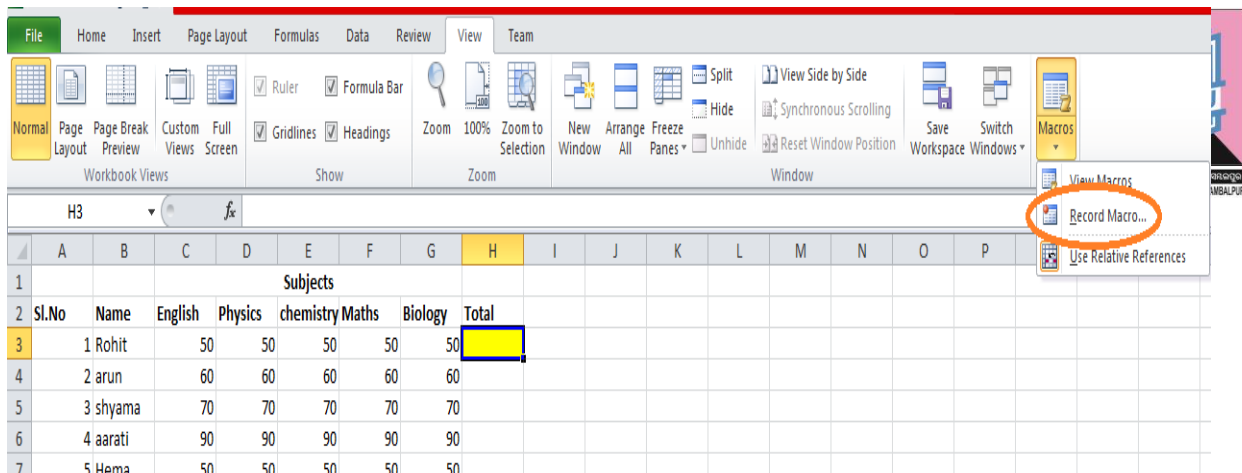 File Home Insert Page Layout Formulas Data Review View Team
Normal Page Layout Page Break Preview Custom Views Full Screen
Workbook Views
Ruler Formula Bar
Gridlines Headings
Show
Zoom 100% Zoom to Selection
Zoom
New Window Arrange All Freeze Panes
Split
Hide
Unhide
View Side by Side
Synchronous Scrolling
Reset Window Position
Save Workspace Switch Windows
Window
Macros
View Macros
Record Macro...
Use Relative References
H3 fx
A B C D E F G H I J K L M N O P
1 Subjects
2 Sl.No Name English Physics chemistry Maths Biology Total
3 1 Rohit 50 50 50 50 50
4 2 arun 60 60 60 60 60
5 3 shyama 70 70 70 70 70
6 4 aarati 90 90 90 90 90
7 5 Hema 50 50 50 50 50